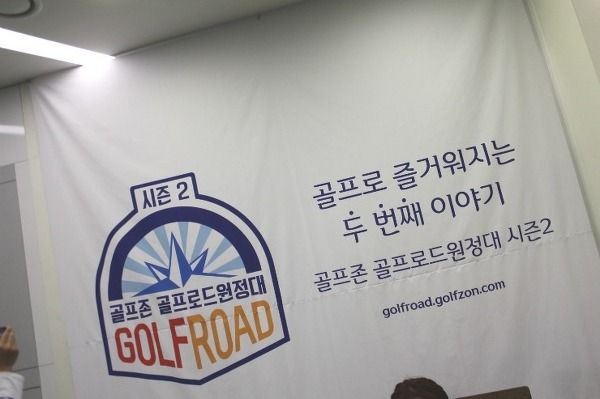 시즌 2
골프존 골프로드원정대
GOLFROAD
골프로 즐거워지는
두 번째 이야기
골프존 골프로드원정대 시즌2
golfroad.golfzon.com